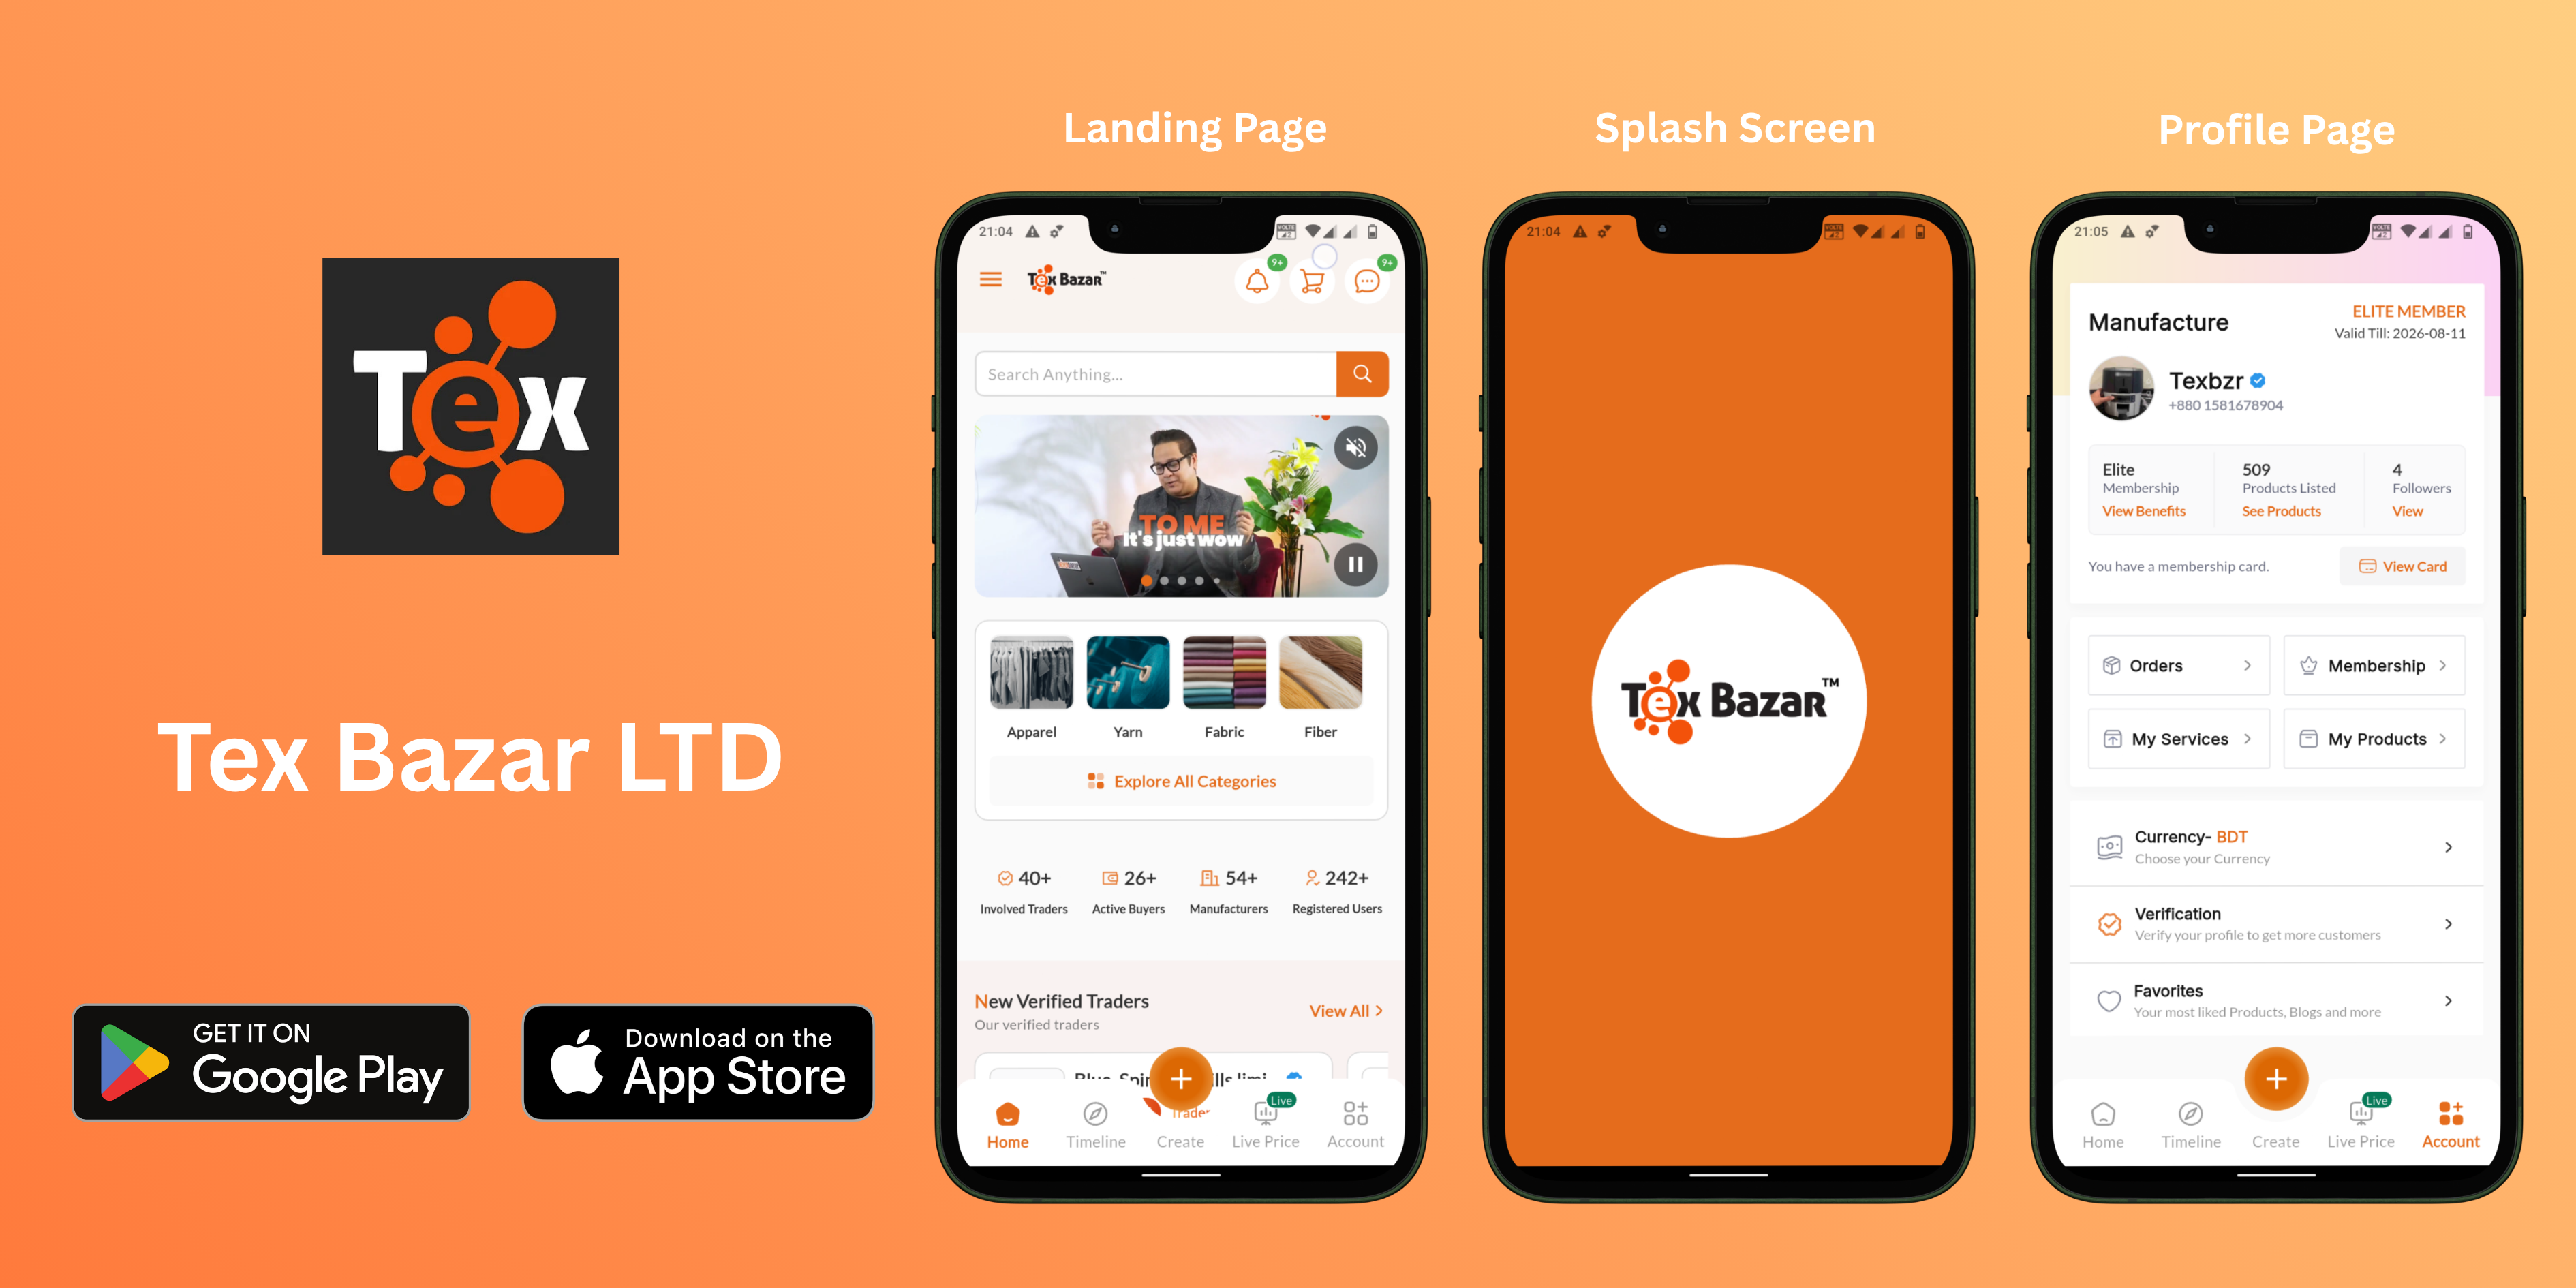 Tex
Tex Bazar LTD
GET IT ON
Google Play
Download on the
App Store
Landing Page
21:04
Tex Bazar™
9+
9+
Search Anything...
TO ME
it's just wow
Apparel
Yarn
Fabric
Fiber
Explore All Categories
40+
26+
54+
242+
Involved Traders
Active Buyers
Manufacturers
Registered Users
New Verified Traders
View All >
Our verified traders
Trader
Live
Home
Timeline
Create
Live Price
Account
Splash Screen
21:04
Tex Bazar™
Profile Page
21:05
Manufacture
ELITE MEMBER
Valid Till: 2026-08-11
Texbzr
+880 1581678904
Elite
509
4
Membership
Products Listed
Followers
View Benefits
See Products
View
You have a membership card.
View Card
Orders
Membership
My Services
My Products
Currency- BDT
Choose your Currency
Verification
Verify your profile to get more customers
Favorites
Your most liked Products, Blogs and more
Live
Home
Timeline
Create
Live Price
Account